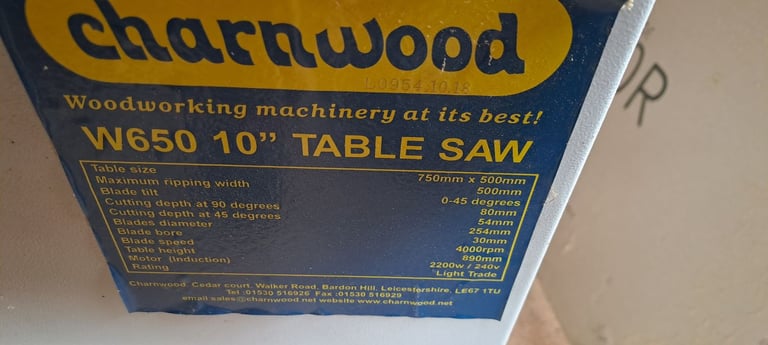 charnwood
L0954.10.18
Woodworking machinery at its best!
W650 10" TABLE SAW
Table size 750mm x 500mm
Maximum ripping width 500mm
Blade tilt 0-45 degrees
Cutting depth at 90 degrees 80mm
Cutting depth at 45 degrees 54mm
Blades diameter 254mm
Blade bore 30mm
Blade speed 4000rpm
Table height 890mm
Motor (Induction) 2200w / 240v
Rating Light Trade
Charnwood. Cedar court, Walker Road, Bardon Hill, Leicestershire. LE67 1TU
Tel :01530 516926 Fax :01530 516929
email sales@charnwood.net website www.charnwood.net
OR